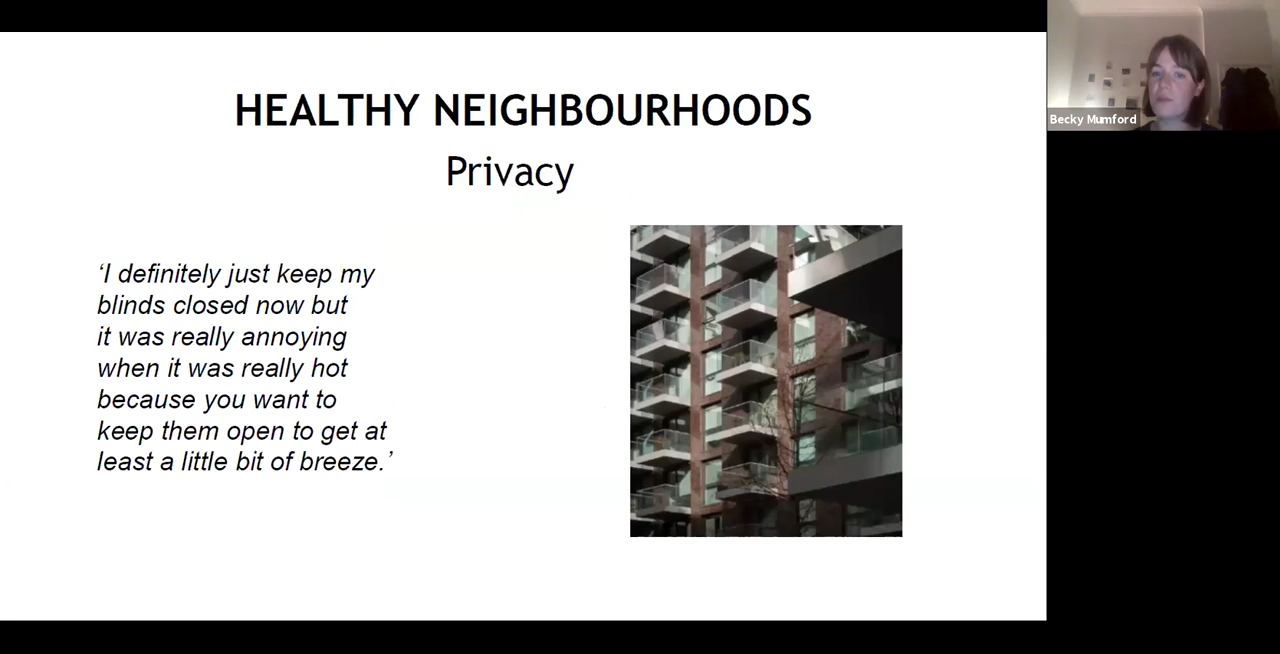 HEALTHY NEIGHBOURHOODS
Privacy
‘I definitely just keep my
blinds closed now but
it was really annoying
when it was really hot
because you want to
keep them open to get at
least a little bit of breeze.’
Becky Mumford